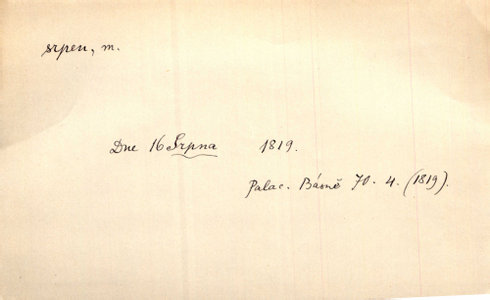 srpen, m.
Dne 16 Srpna 1819.
Palac. Básně 70. 4. (1819).